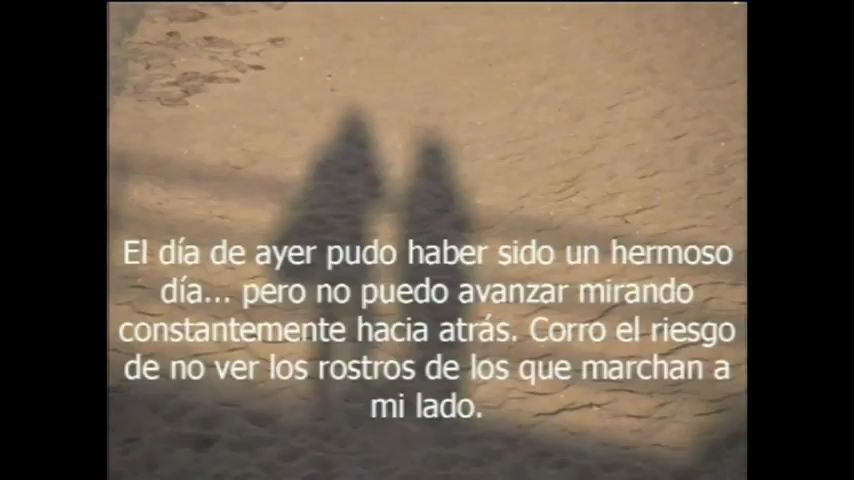 El día de ayer pudo haber sido un hermoso
día... pero no puedo avanzar mirando
constantemente hacia atrás. Corro el riesgo
de no ver los rostros de los que marchan a
mi lado.